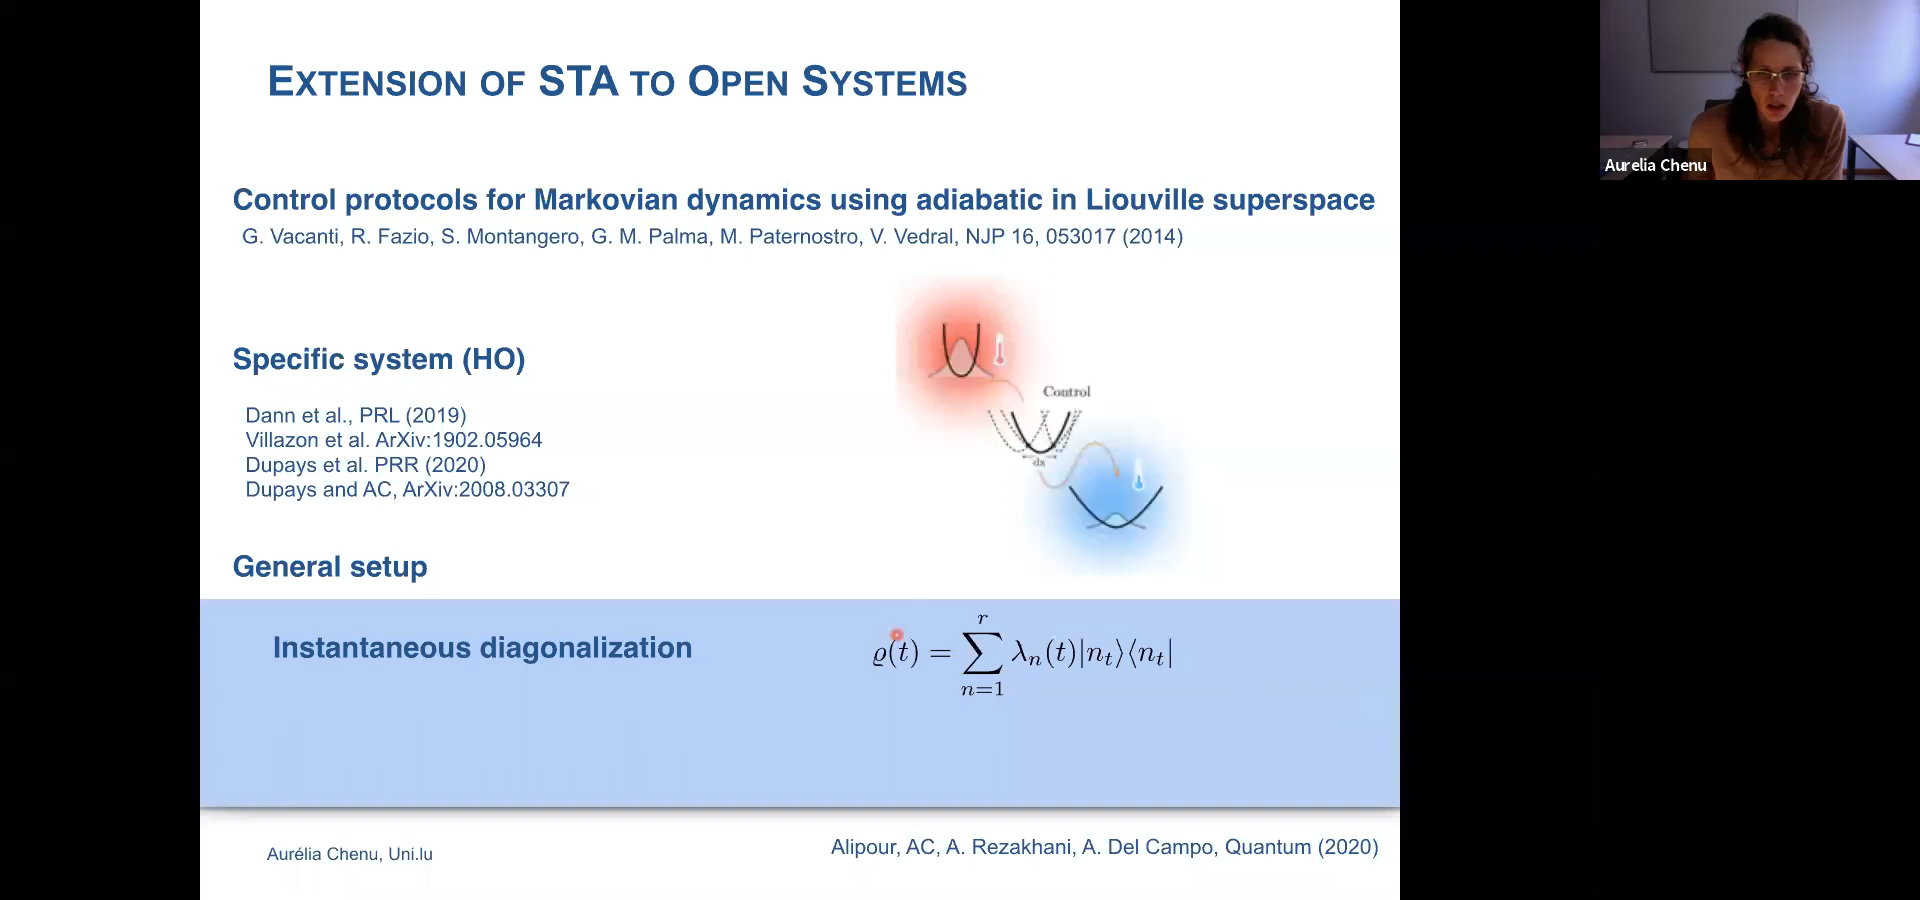 EXTENSION OF STA TO OPEN SYSTEMS
Control protocols for Markovian dynamics using adiabatic in Liouville superspace
G. Vacanti, R. Fazio, S. Montangero, G. M. Palma, M. Paternostro, V. Vedral, NJP 16, 053017 (2014)
Specific system (HO)
Dann et al., PRL (2019)
Villazon et al. ArXiv:1902.05964
Dupays et al. PRR (2020)
Dupays and AC, ArXiv:2008.03307
Control
dx
General setup
Instantaneous diagonalization
ϱ(t) = ∑_{n=1}^{r} λ_n(t)|n_t⟩⟨n_t|
Aurélia Chenu, Uni.lu
Alipour, AC, A. Rezakhani, A. Del Campo, Quantum (2020)
Aurelia Chenu